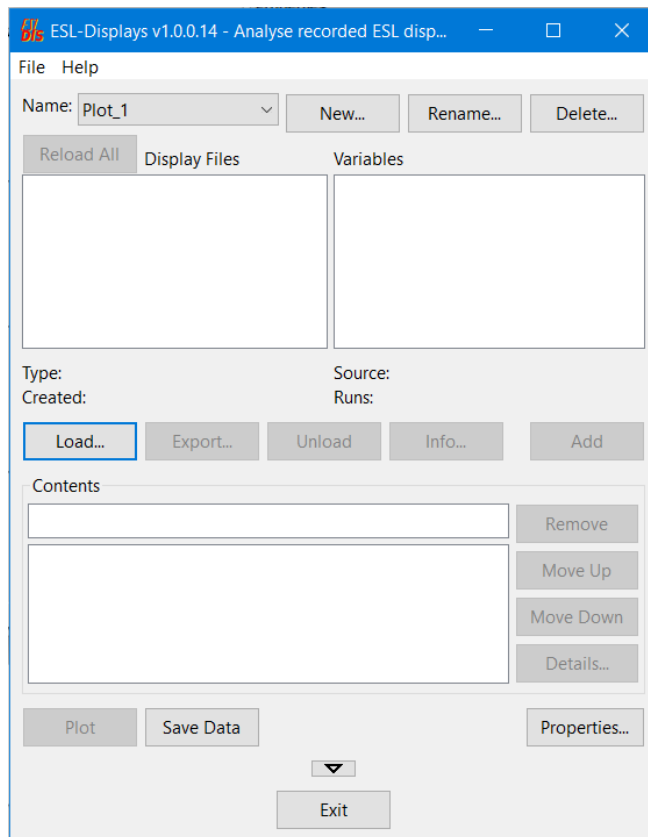 ESL-Displays v1.0.0.14 - Analyse recorded ESL disp...
File Help
Name: Plot_1 New... Rename... Delete...
Reload All Display Files Variables
Type: Source:
Created: Runs:
Load... Export... Unload Info... Add
Contents
Remove
Move Up
Move Down
Details...
Plot Save Data Properties...
Exit